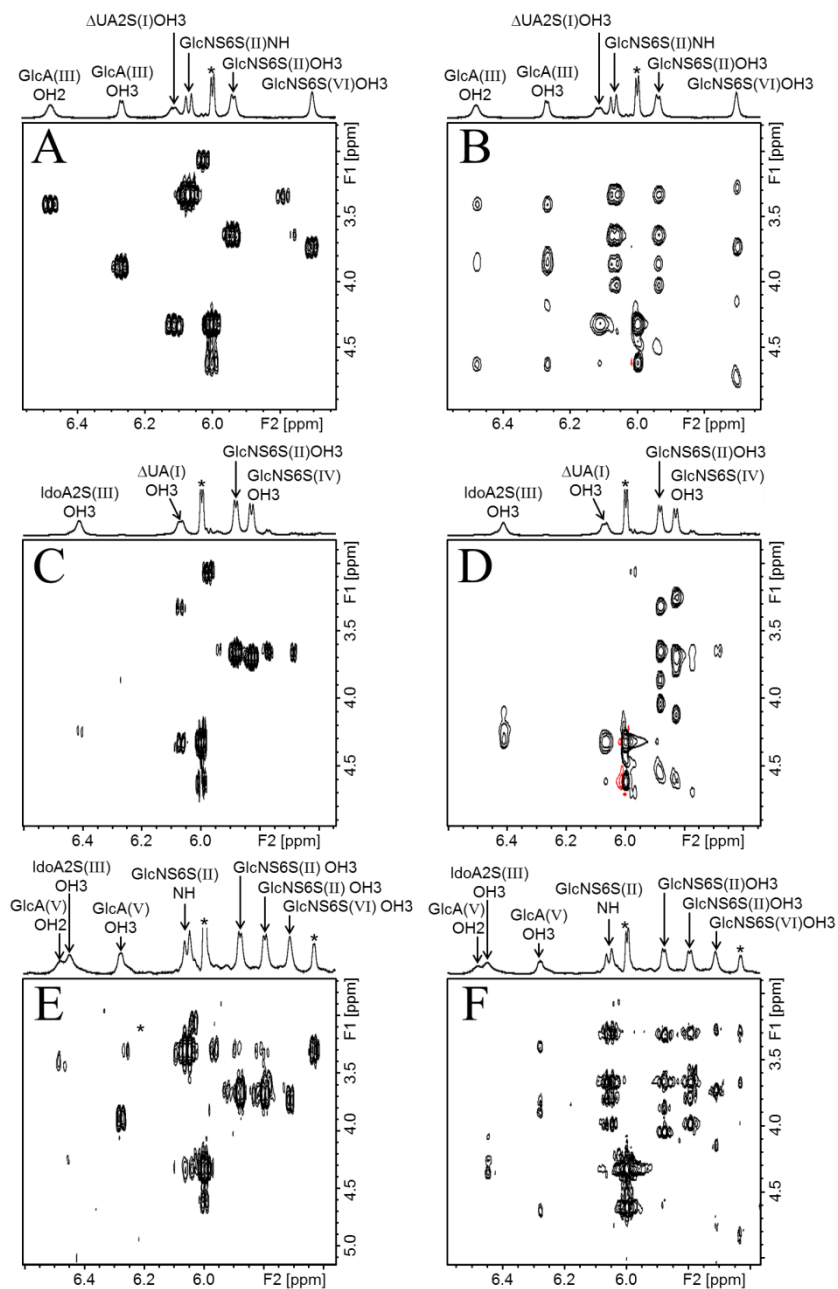 ΔUA2S(I)OH3
GlcNS6S(II)NH
GlcA(III)
OH2
GlcA(III)
OH3
*
GlcNS6S(II)OH3
GlcNS6S(VI)OH3
A
F1 [ppm]
3.5
4.0
4.5
6.4
6.2
6.0
F2 [ppm]
ΔUA2S(I)OH3
GlcNS6S(II)NH
GlcA(III)
OH2
GlcA(III)
OH3
*
GlcNS6S(II)OH3
GlcNS6S(VI)OH3
B
F1 [ppm]
3.5
4.0
4.5
6.4
6.2
6.0
F2 [ppm]
GlcNS6S(II)OH3
IdoA2S(III)
OH3
ΔUA(I)
OH3
*
GlcNS6S(IV)
OH3
C
F1 [ppm]
3.5
4.0
4.5
6.4
6.2
6.0
F2 [ppm]
GlcNS6S(II)OH3
IdoA2S(III)
OH3
ΔUA(I)
OH3
*
GlcNS6S(IV)
OH3
D
F1 [ppm]
3.5
4.0
4.5
6.4
6.2
6.0
F2 [ppm]
IdoA2S(III)
OH3
GlcA(V)
OH2
GlcA(V)
OH3
GlcNS6S(II)
NH
*
GlcNS6S(II) OH3
GlcNS6S(II) OH3
GlcNS6S(VI) OH3
*
E
*
F1 [ppm]
3.5
4.0
4.5
5.0
6.4
6.2
6.0
F2 [ppm]
IdoA2S(III)
OH3
GlcA(V)
OH2
GlcA(V)
OH3
GlcNS6S(II)
NH
*
GlcNS6S(II)OH3
GlcNS6S(II)OH3
GlcNS6S(VI)OH3
*
F
F1 [ppm]
3.5
4.0
4.5
6.4
6.2
6.0
F2 [ppm]